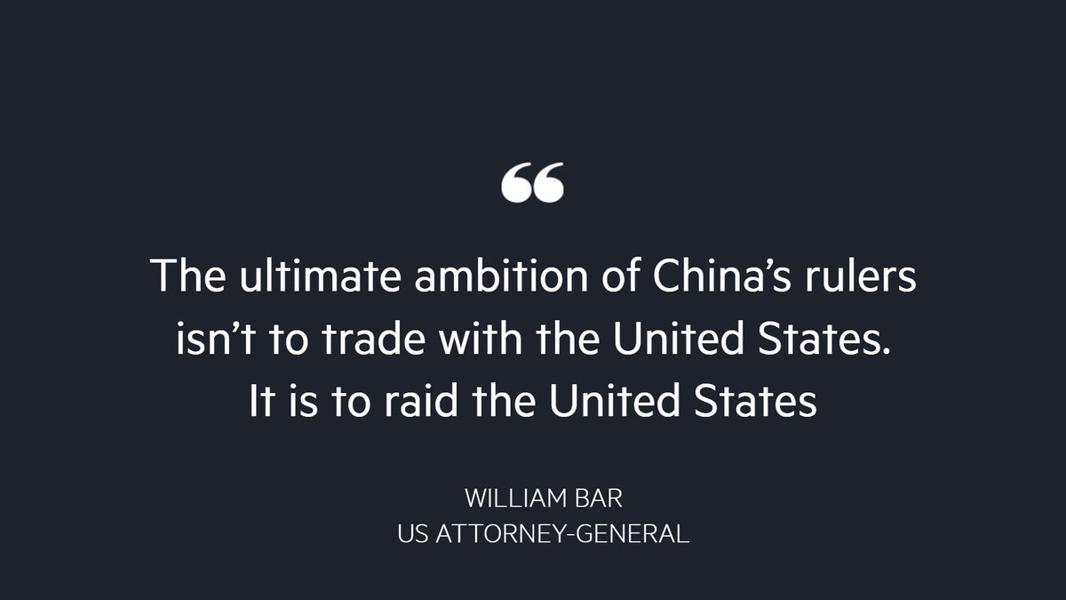 “
The ultimate ambition of China’s rulers
isn’t to trade with the United States.
It is to raid the United States
WILLIAM BAR
US ATTORNEY-GENERAL